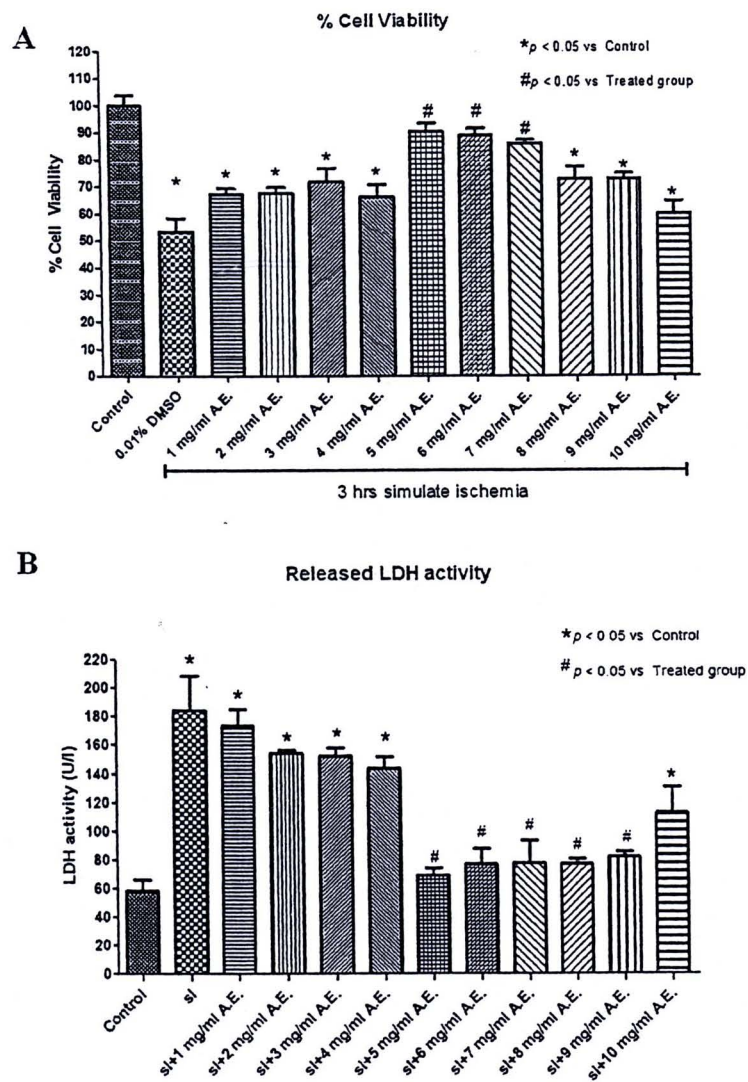 A
% Cell Viability
*p < 0.05 vs Control
#p < 0.05 vs Treated group
% Cell Viability
120
110
100
90
80
70
60
50
40
30
20
10
0
*
*
*
*
*
#
#
#
*
*
*
Control
0.01% DMSO
1 mg/ml A.E.
2 mg/ml A.E.
3 mg/ml A.E.
4 mg/ml A.E.
5 mg/ml A.E.
6 mg/ml A.E.
7 mg/ml A.E.
8 mg/ml A.E.
9 mg/ml A.E.
10 mg/ml A.E.
3 hrs simulate ischemia
B
Released LDH activity
*p < 0 05 vs Control
# p < 0.05 vs Treated group
LDH activity (U/l)
220
200
180
160
140
120
100
80
60
40
20
0
*
*
*
*
*
#
#
#
#
#
*
Control
sI
sI+1 mg/ml A.E.
sI+2 mg/ml A.E.
sI+3 mg/ml A.E.
sI+4 mg/ml A.E.
sI+5 mg/ml A.E.
sI+6 mg/ml A.E.
sI+7 mg/ml A.E.
sI+8 mg/ml A.E.
sI+9 mg/ml A.E.
sI+10 mg/ml A.E.